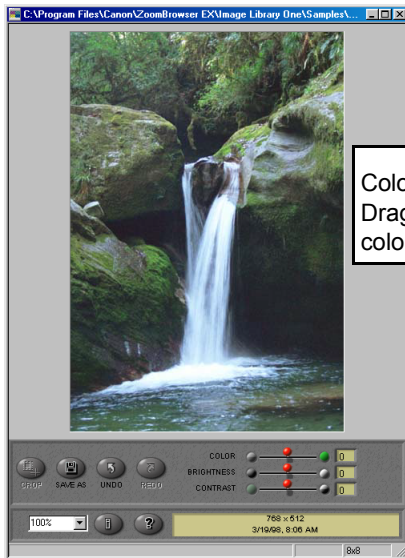 C:\Program Files\Canon\ZoomBrowser EX\Image Library One\Samples\...
Colo
Drag
colo
COLOR 0
BRIGHTNESS 0
CONTRAST 0
CROP SAVE AS UNDO REDO
100% ? 768 x 512
3/19/98, 8:06 AM
8x8